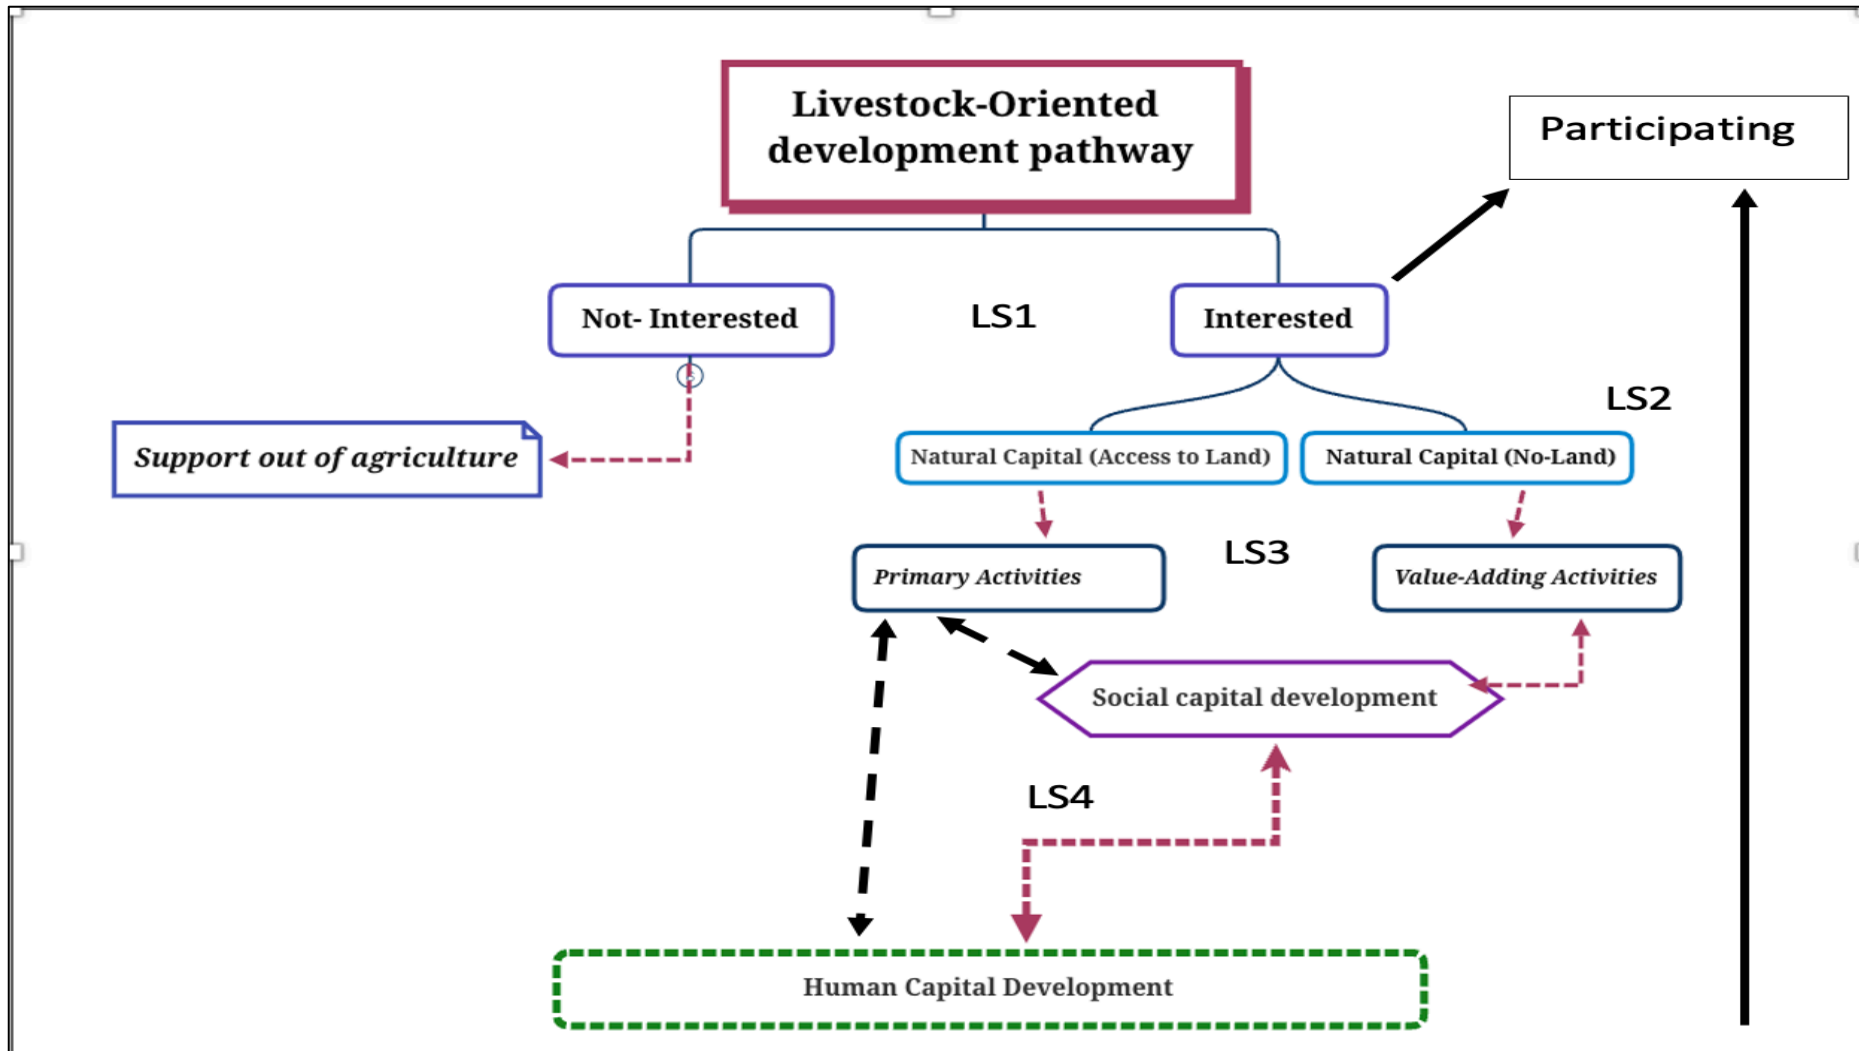 Livestock-Oriented
development pathway
Participating
Not- Interested
LS1
Interested
LS2
Support out of agriculture
Natural Capital (Access to Land)
Natural Capital (No-Land)
LS3
Primary Activities
Value-Adding Activities
Social capital development
LS4
Human Capital Development